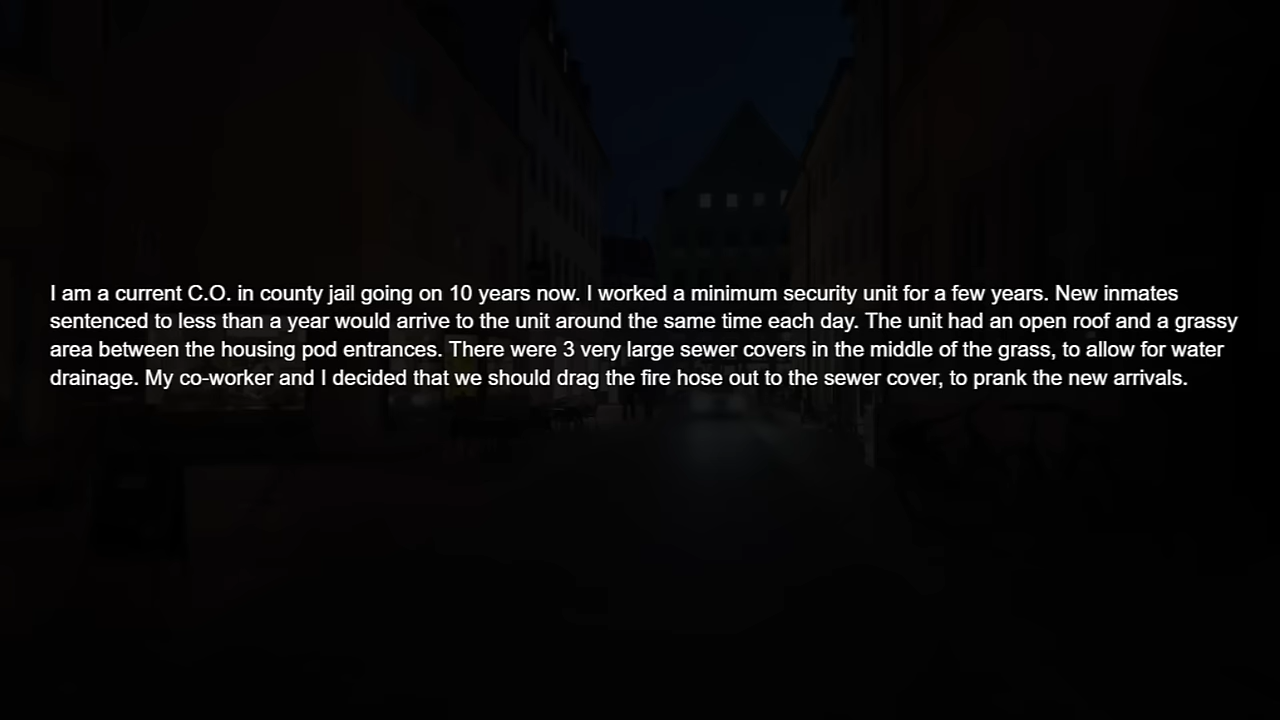 I am a current C.O. in county jail going on 10 years now. I worked a minimum security unit for a few years. New inmates
sentenced to less than a year would arrive to the unit around the same time each day. The unit had an open roof and a grassy
area between the housing pod entrances. There were 3 very large sewer covers in the middle of the grass, to allow for water
drainage. My co-worker and I decided that we should drag the fire hose out to the sewer cover, to prank the new arrivals.